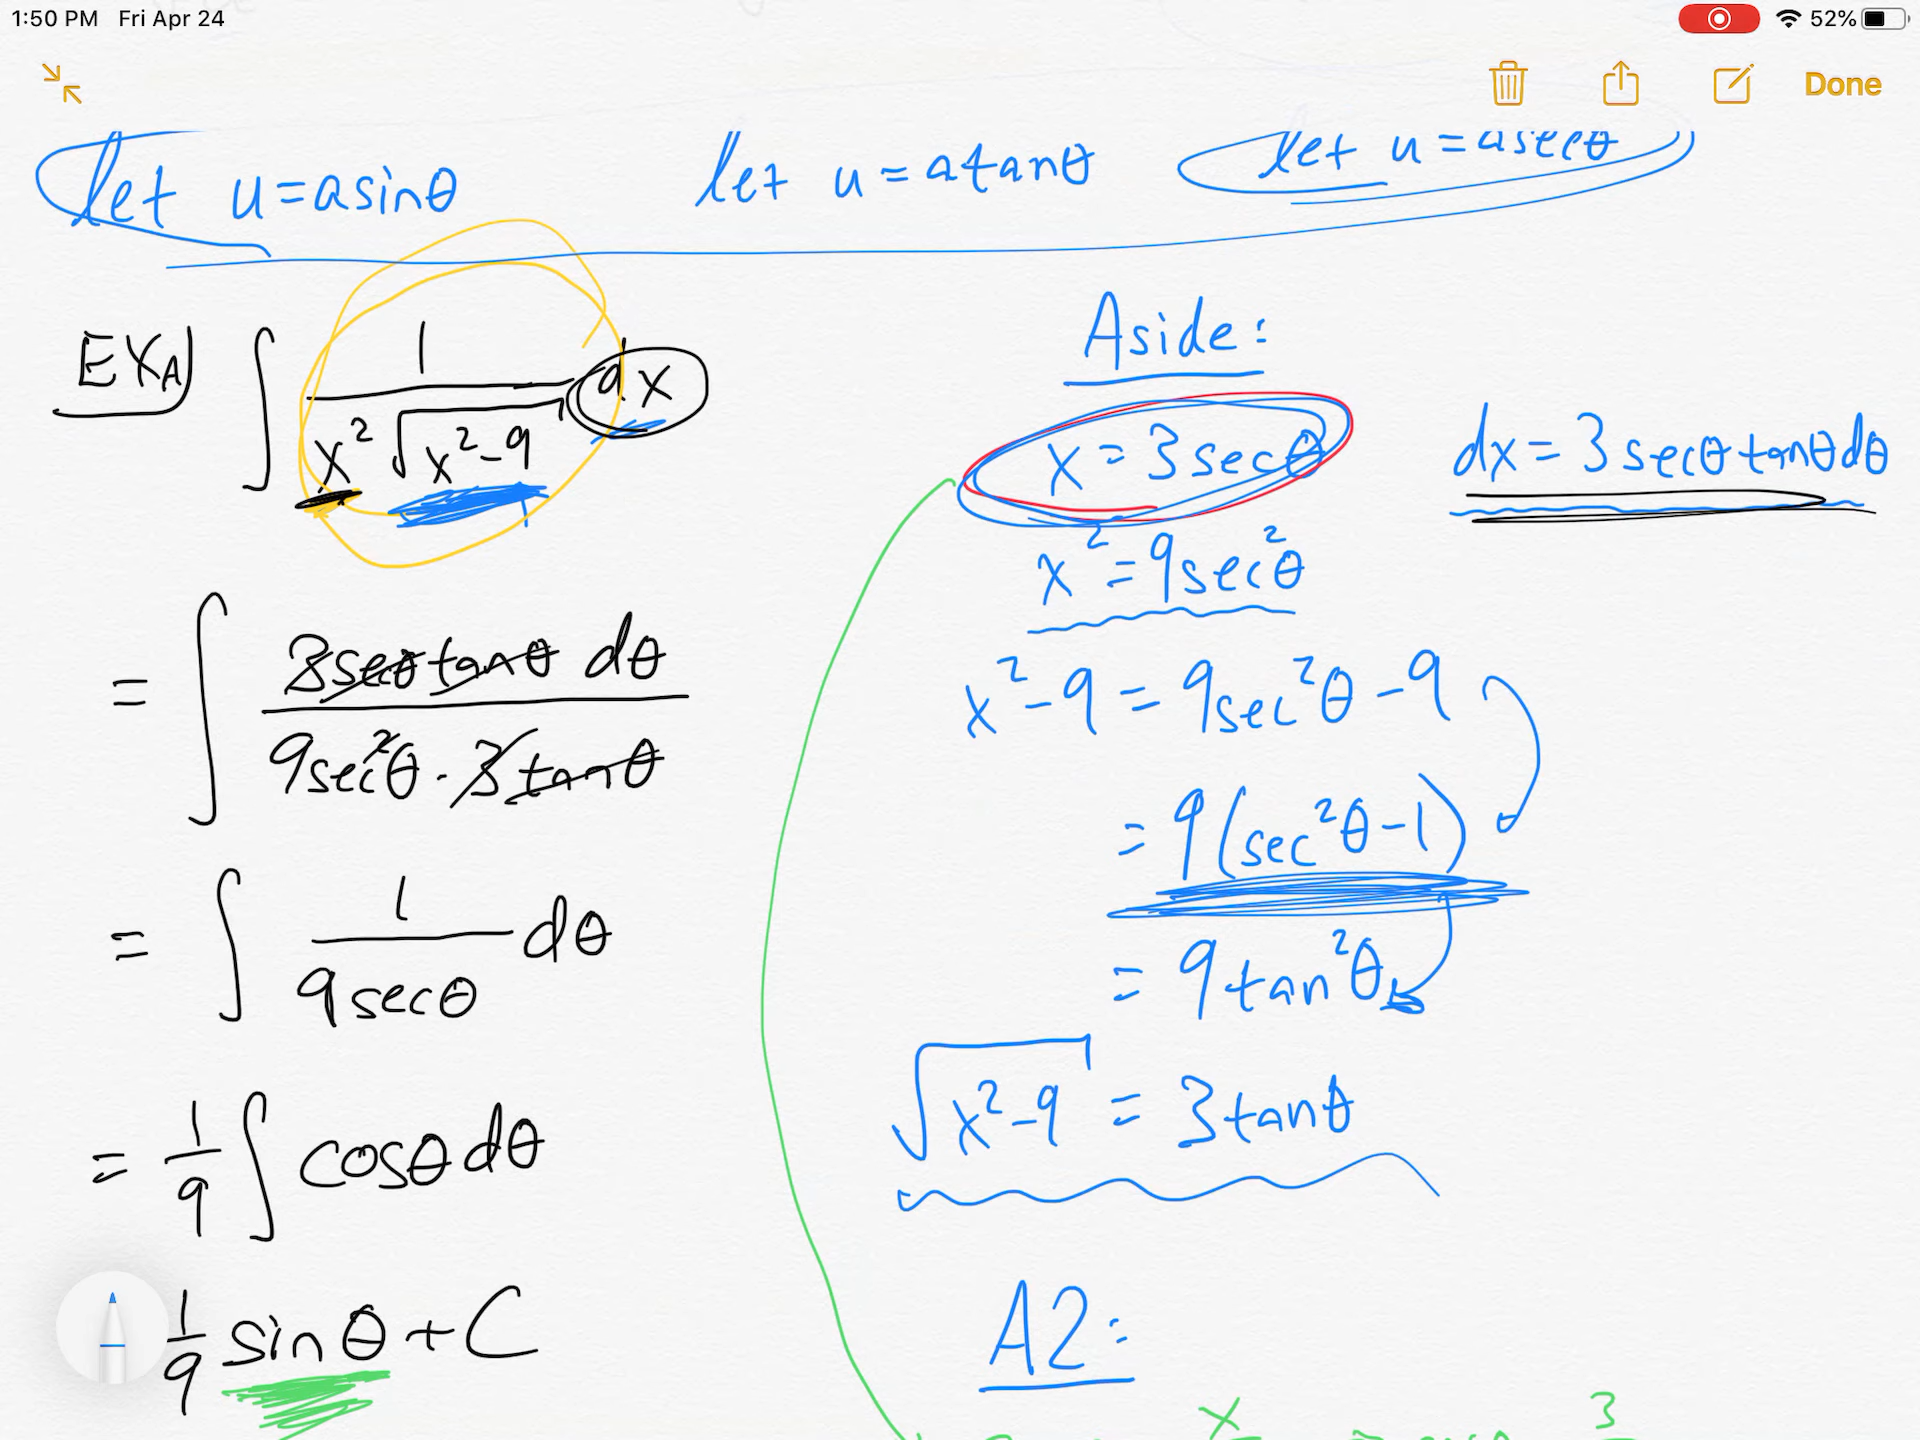 1:50 PM Fri Apr 24
52%
Done
let u=asinθ
let u=atanθ
let u=asecθ
EX A) ∫ 1/(x²√(x²-9)) dx
= ∫ 3secθtanθ dθ/(9sec²θ · 3tanθ)
= ∫ 1/(9secθ) dθ
= 1/9 ∫ cosθdθ
1/9 sinθ + C
Aside:
x = 3secθ
dx = 3secθtanθdθ
x² = 9sec²θ
x²-9 = 9sec²θ-9
= 9(sec²θ-1)
= 9tan²θ
√(x²-9) = 3tanθ
A2:
x
3